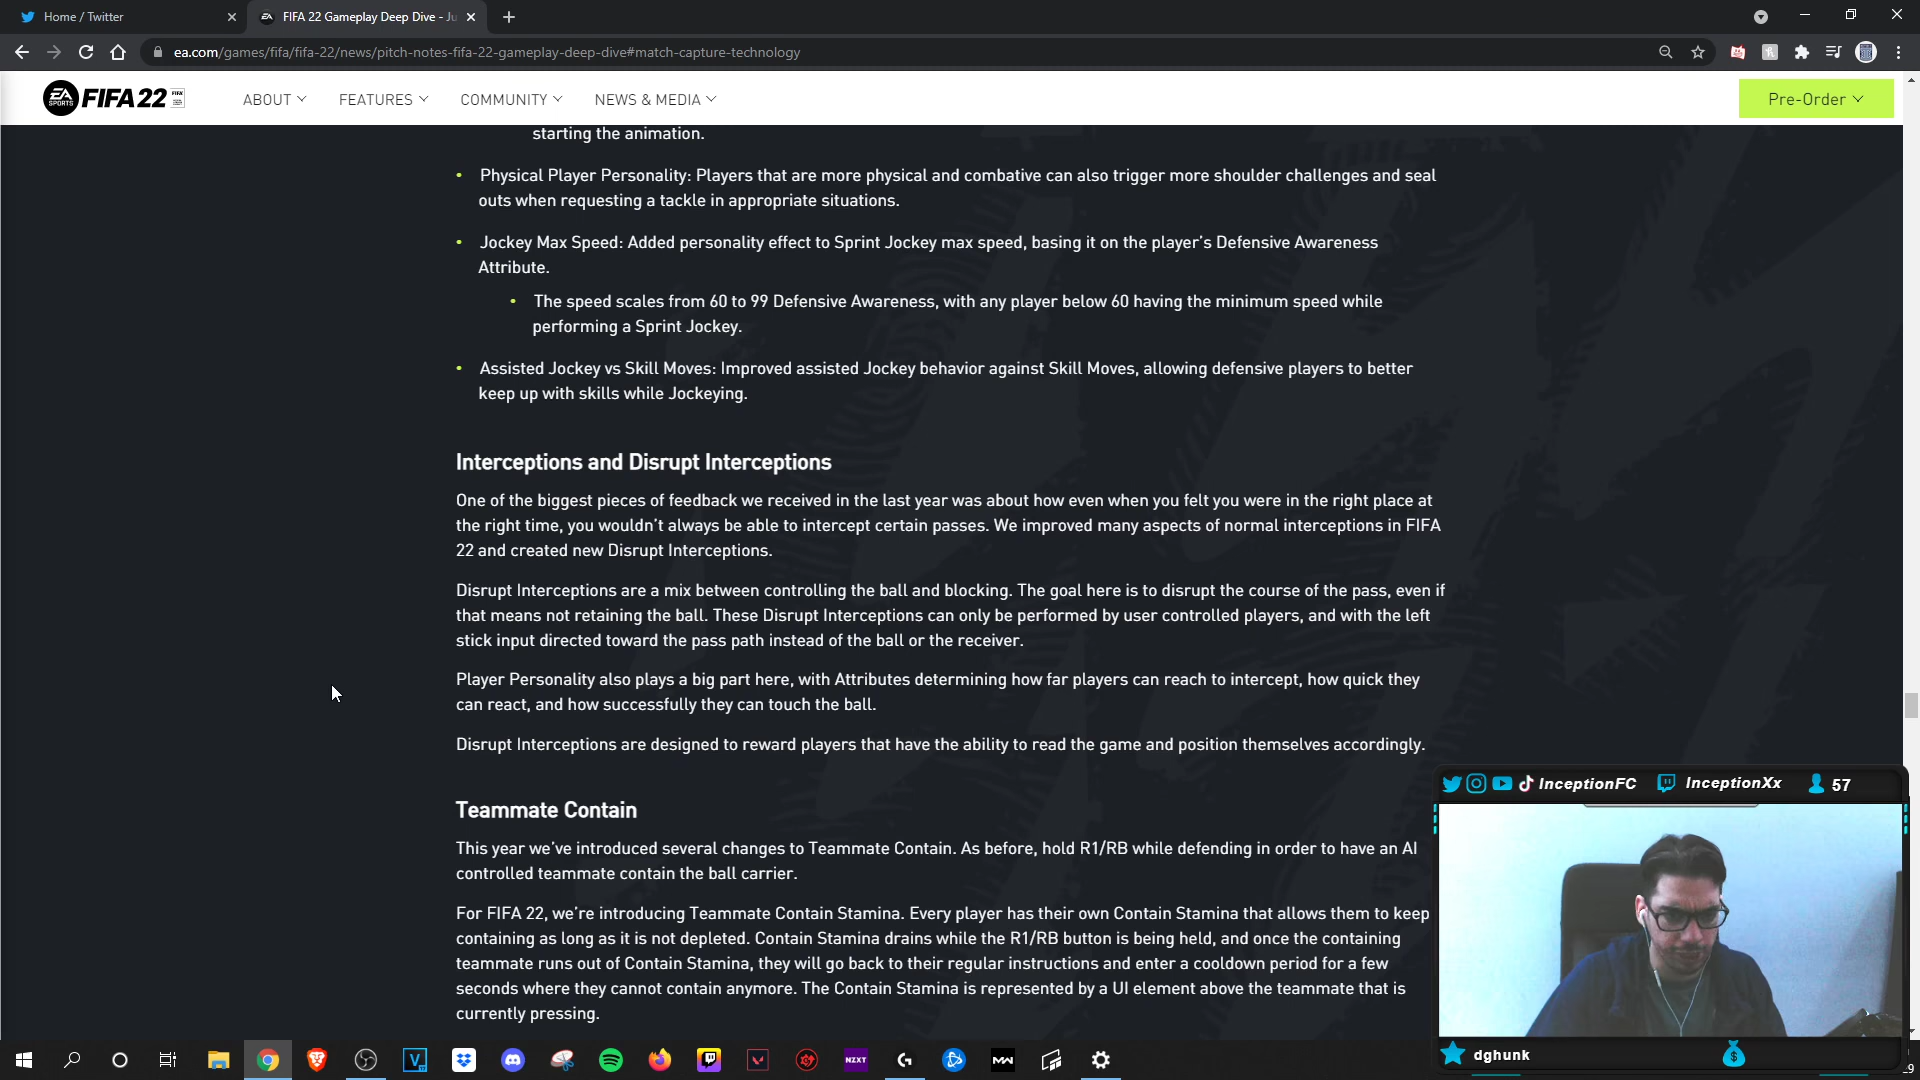 Home / Twitter
FIFA 22 Gameplay Deep Dive - Ju
ea.com/games/fifa/fifa-22/news/pitch-notes-fifa-22-gameplay-deep-dive#match-capture-technology
EA SPORTS FIFA 22
ABOUT
FEATURES
COMMUNITY
NEWS & MEDIA
Pre-Order
starting the animation.
• Physical Player Personality: Players that are more physical and combative can also trigger more shoulder challenges and seal
outs when requesting a tackle in appropriate situations.
• Jockey Max Speed: Added personality effect to Sprint Jockey max speed, basing it on the player's Defensive Awareness
Attribute.
• The speed scales from 60 to 99 Defensive Awareness, with any player below 60 having the minimum speed while
performing a Sprint Jockey.
• Assisted Jockey vs Skill Moves: Improved assisted Jockey behavior against Skill Moves, allowing defensive players to better
keep up with skills while Jockeying.
Interceptions and Disrupt Interceptions
One of the biggest pieces of feedback we received in the last year was about how even when you felt you were in the right place at
the right time, you wouldn't always be able to intercept certain passes. We improved many aspects of normal interceptions in FIFA
22 and created new Disrupt Interceptions.
Disrupt Interceptions are a mix between controlling the ball and blocking. The goal here is to disrupt the course of the pass, even if
that means not retaining the ball. These Disrupt Interceptions can only be performed by user controlled players, and with the left
stick input directed toward the pass path instead of the ball or the receiver.
Player Personality also plays a big part here, with Attributes determining how far players can reach to intercept, how quick they
can react, and how successfully they can touch the ball.
Disrupt Interceptions are designed to reward players that have the ability to read the game and position themselves accordingly.
Teammate Contain
This year we've introduced several changes to Teammate Contain. As before, hold R1/RB while defending in order to have an AI
controlled teammate contain the ball carrier.
For FIFA 22, we're introducing Teammate Contain Stamina. Every player has their own Contain Stamina that allows them to keep
containing as long as it is not depleted. Contain Stamina drains while the R1/RB button is being held, and once the containing
teammate runs out of Contain Stamina, they will go back to their regular instructions and enter a cooldown period for a few
seconds where they cannot contain anymore. The Contain Stamina is represented by a UI element above the teammate that is
currently pressing.
InceptionFC
InceptionXx
57
dghunk
NZXT
MW